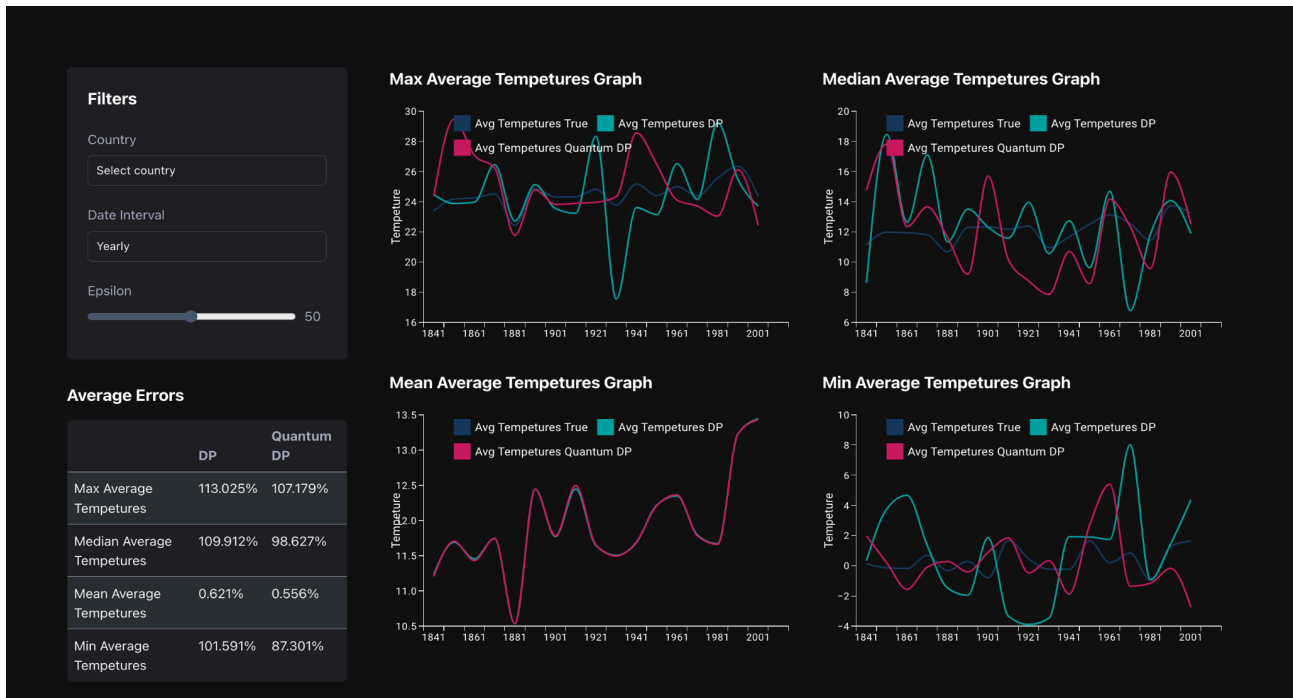 Filters
Country
Select country
Date Interval
Yearly
Epsilon
50
Average Errors
DP
Quantum
DP
Max Average
Tempetures
113.025%
107.179%
Median Average
Tempetures
109.912%
98.627%
Mean Average
Tempetures
0.621%
0.556%
Min Average
Tempetures
101.591%
87.301%
Max Average Tempetures Graph
Avg Tempetures True
Avg Tempetures DP
Avg Tempetures Quantum DP
Tempeture
30
28
26
24
22
20
18
16
1841 1861 1881 1901 1921 1941 1961 1981 2001
Median Average Tempetures Graph
Avg Tempetures True
Avg Tempetures DP
Avg Tempetures Quantum DP
Tempeture
20
18
16
14
12
10
8
6
1841 1861 1881 1901 1921 1941 1961 1981 2001
Mean Average Tempetures Graph
Avg Tempetures True
Avg Tempetures DP
Avg Tempetures Quantum DP
Tempeture
13.5
13.0
12.5
12.0
11.5
11.0
10.5
1841 1861 1881 1901 1921 1941 1961 1981 2001
Min Average Tempetures Graph
Avg Tempetures True
Avg Tempetures DP
Avg Tempetures Quantum DP
Tempeture
10
8
6
4
2
0
−2
−4
1841 1861 1881 1901 1921 1941 1961 1981 2001